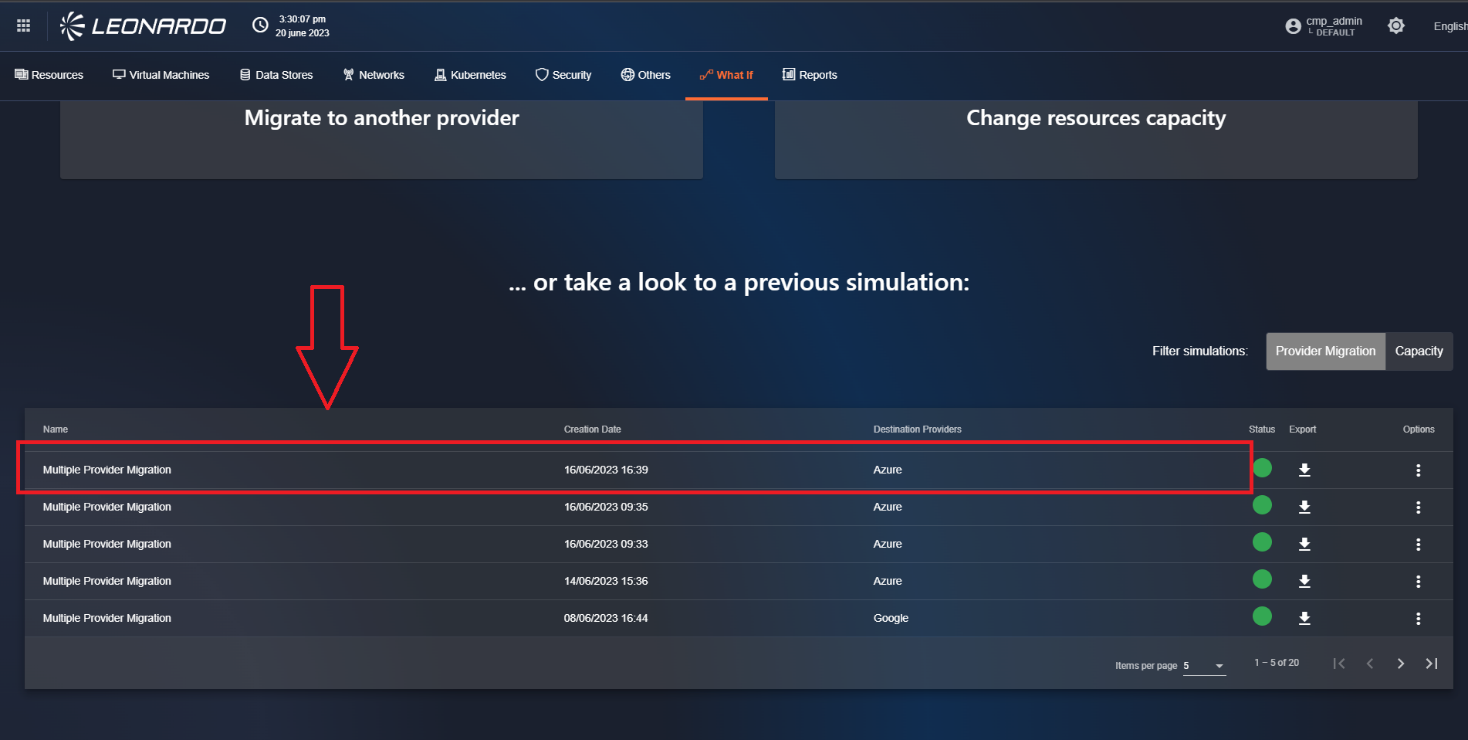 LEONARDO
3:30:07 pm
20 june 2023
cmp_admin
└ DEFAULT
English
Resources Virtual Machines Data Stores Networks Kubernetes Security Others What If Reports
Migrate to another provider
Change resources capacity
... or take a look to a previous simulation:
Filter simulations: Provider Migration Capacity
Name Creation Date Destination Providers Status Export Options
Multiple Provider Migration 16/06/2023 16:39 Azure
Multiple Provider Migration 16/06/2023 09:35 Azure
Multiple Provider Migration 16/06/2023 09:33 Azure
Multiple Provider Migration 14/06/2023 15:36 Azure
Multiple Provider Migration 08/06/2023 16:44 Google
Items per page 5 1 – 5 of 20